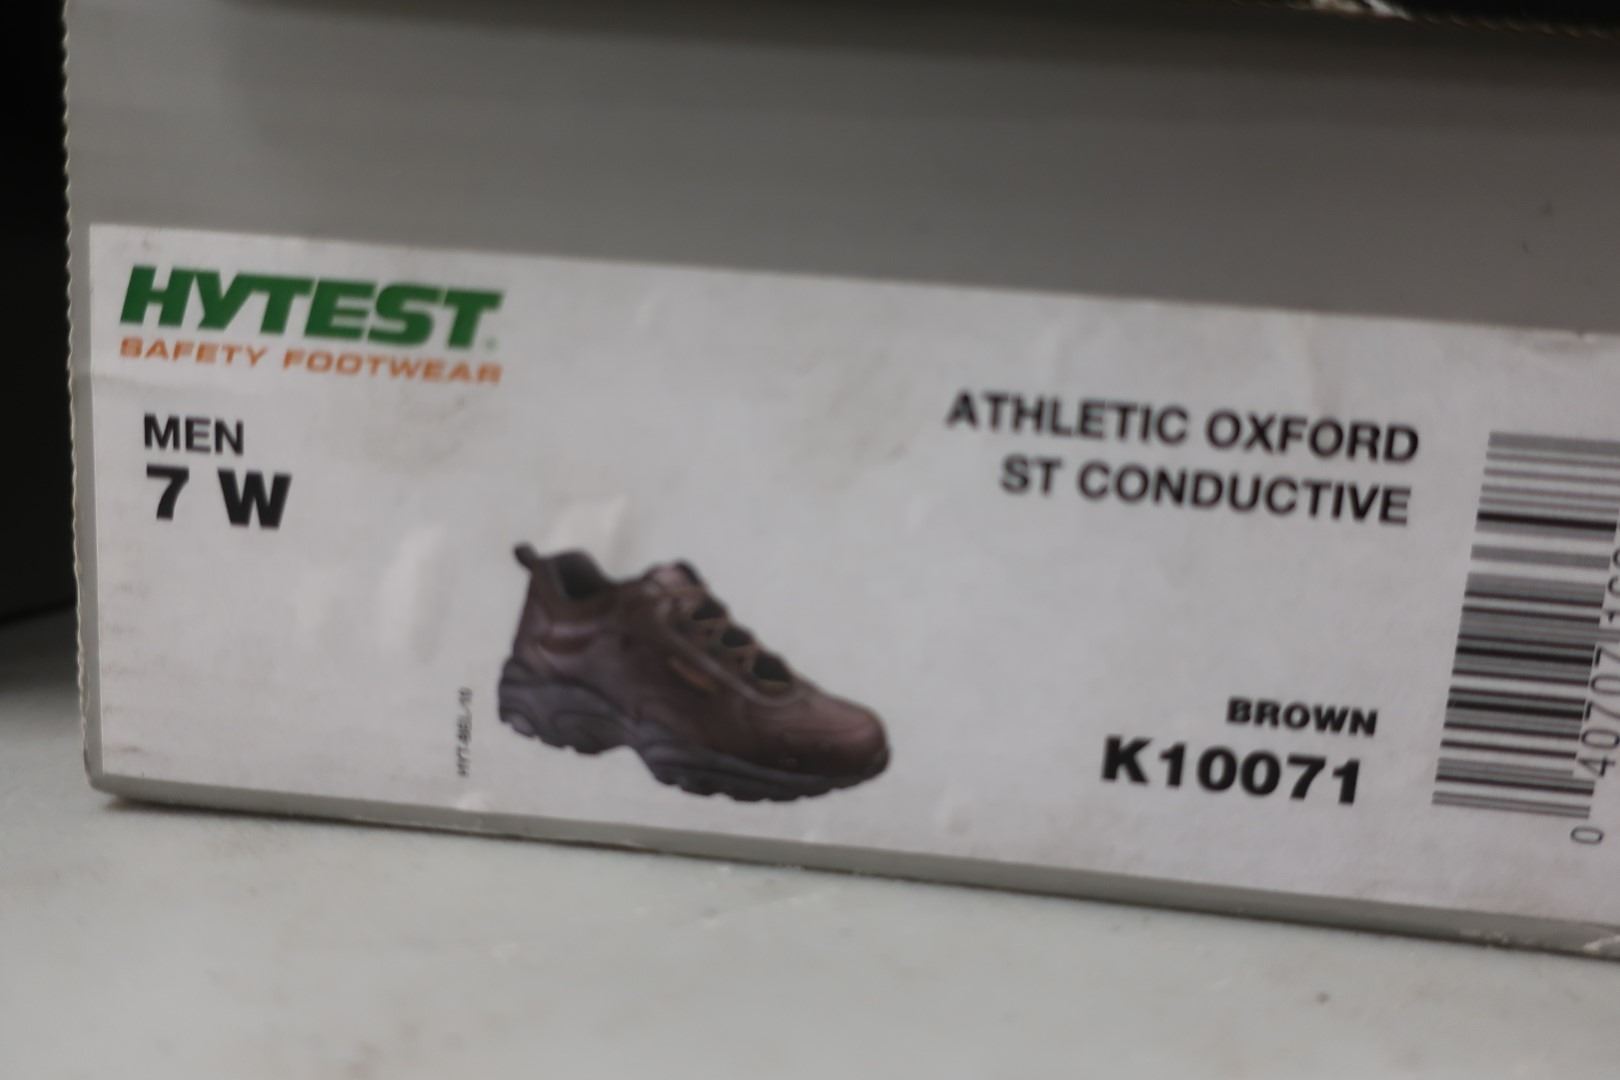 HYTEST
SAFETY FOOTWEAR
MEN
7 W
ATHLETIC OXFORD
ST CONDUCTIVE
BROWN
K10071